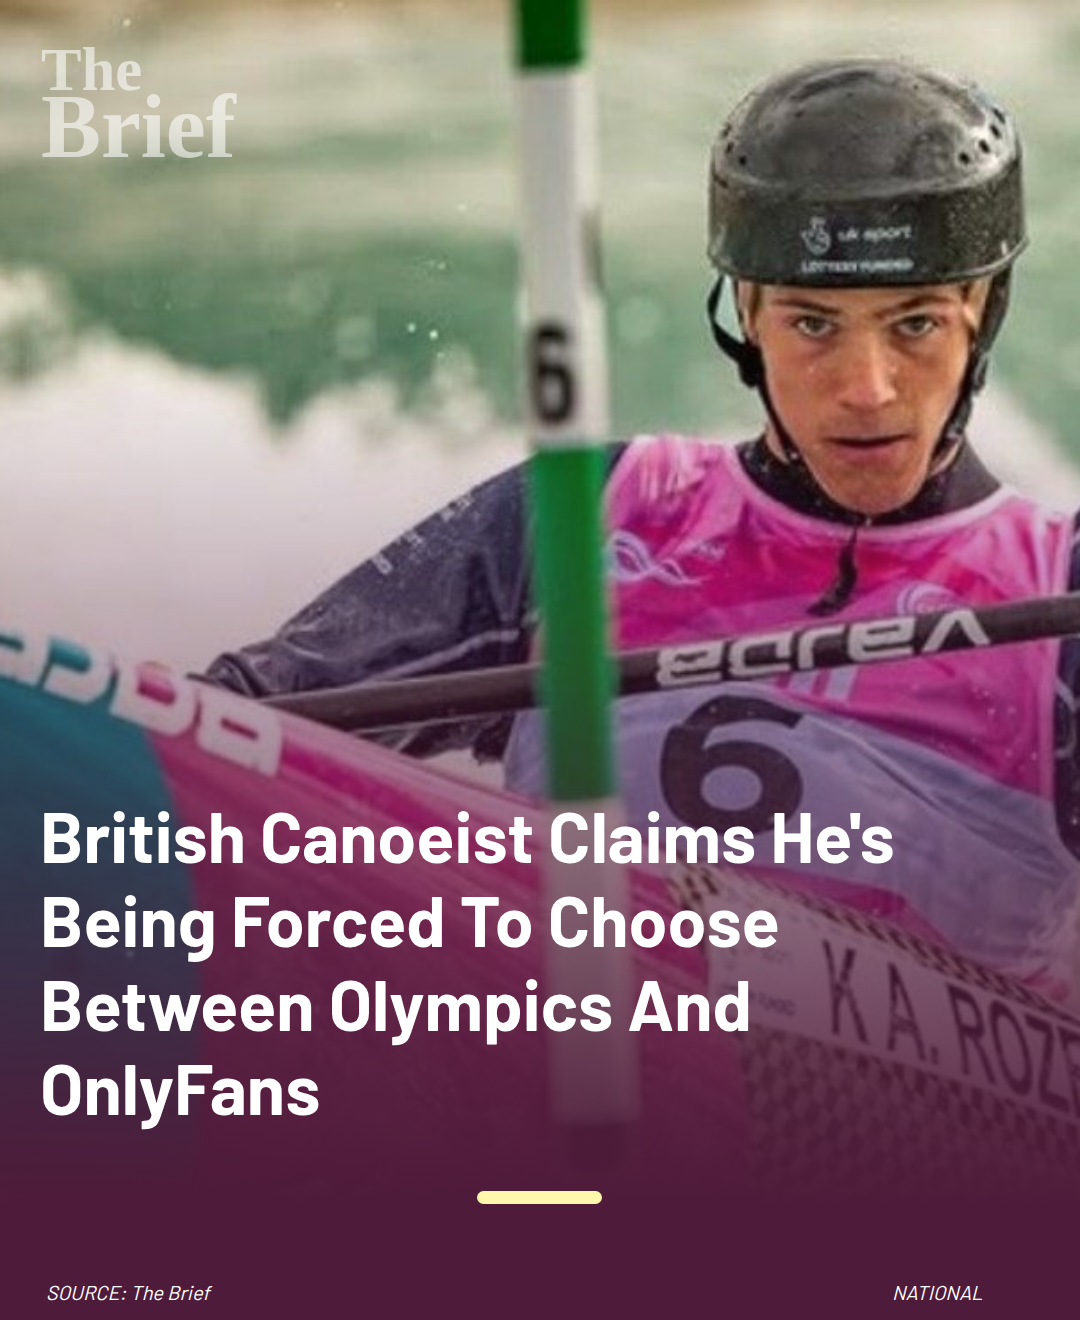 The
Brief
6
uk sport
LOTTERY FUNDED
ecrea
6
British Canoeist Claims He's
Being Forced To Choose
Between Olympics And
OnlyFans
K A. ROZE
SOURCE: The Brief
NATIONAL